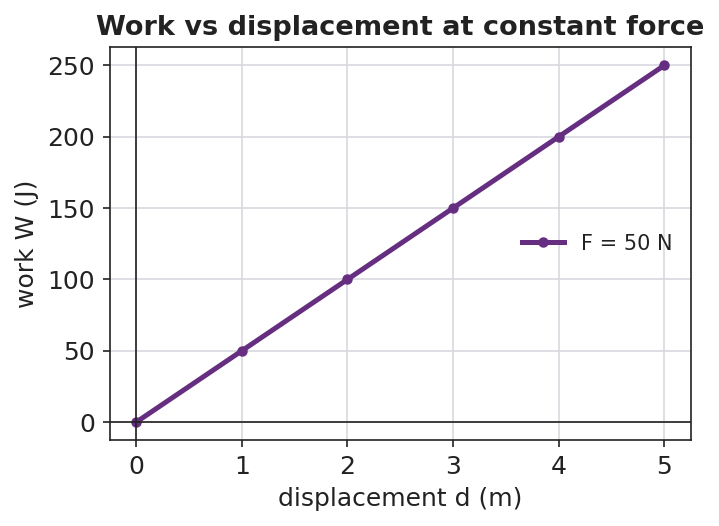 Work vs displacement at constant force
work W (J)
250
200
150
100
50
0
F = 50 N
0 1 2 3 4 5
displacement d (m)